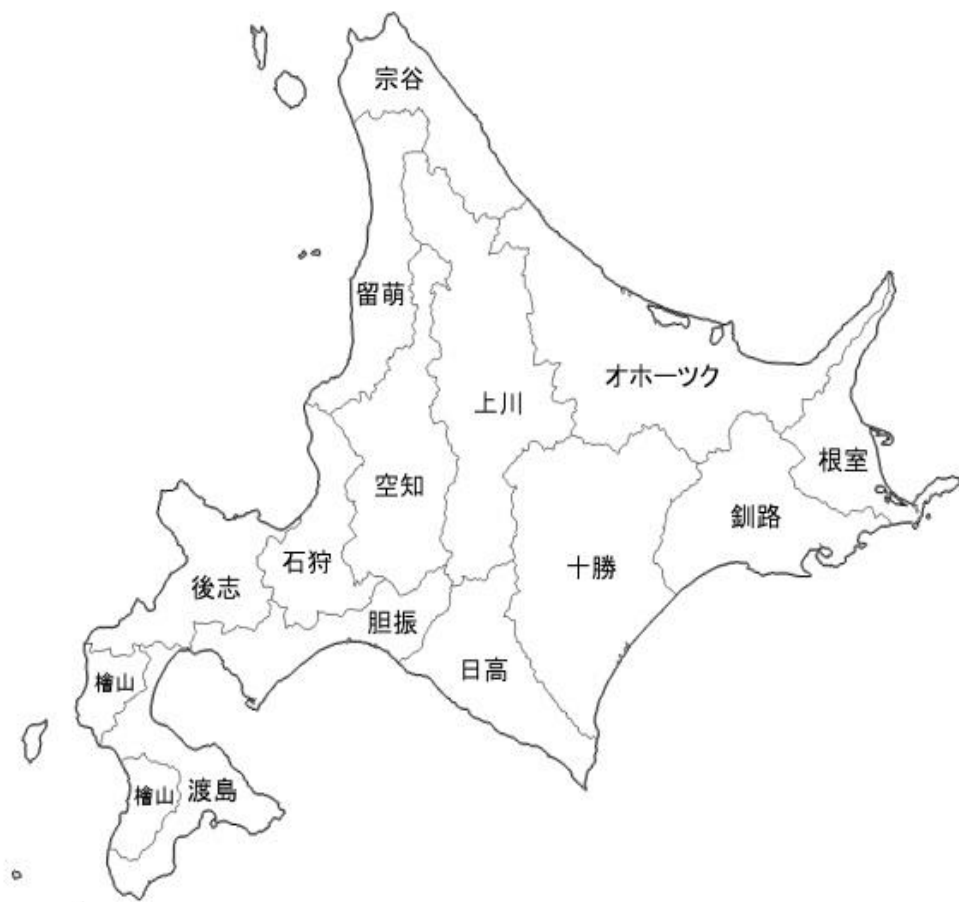 宗谷
留萌
オホーツク
上川
根室
空知
釧路
石狩
十勝
後志
胆振
日高
檜山
渡島
檜山